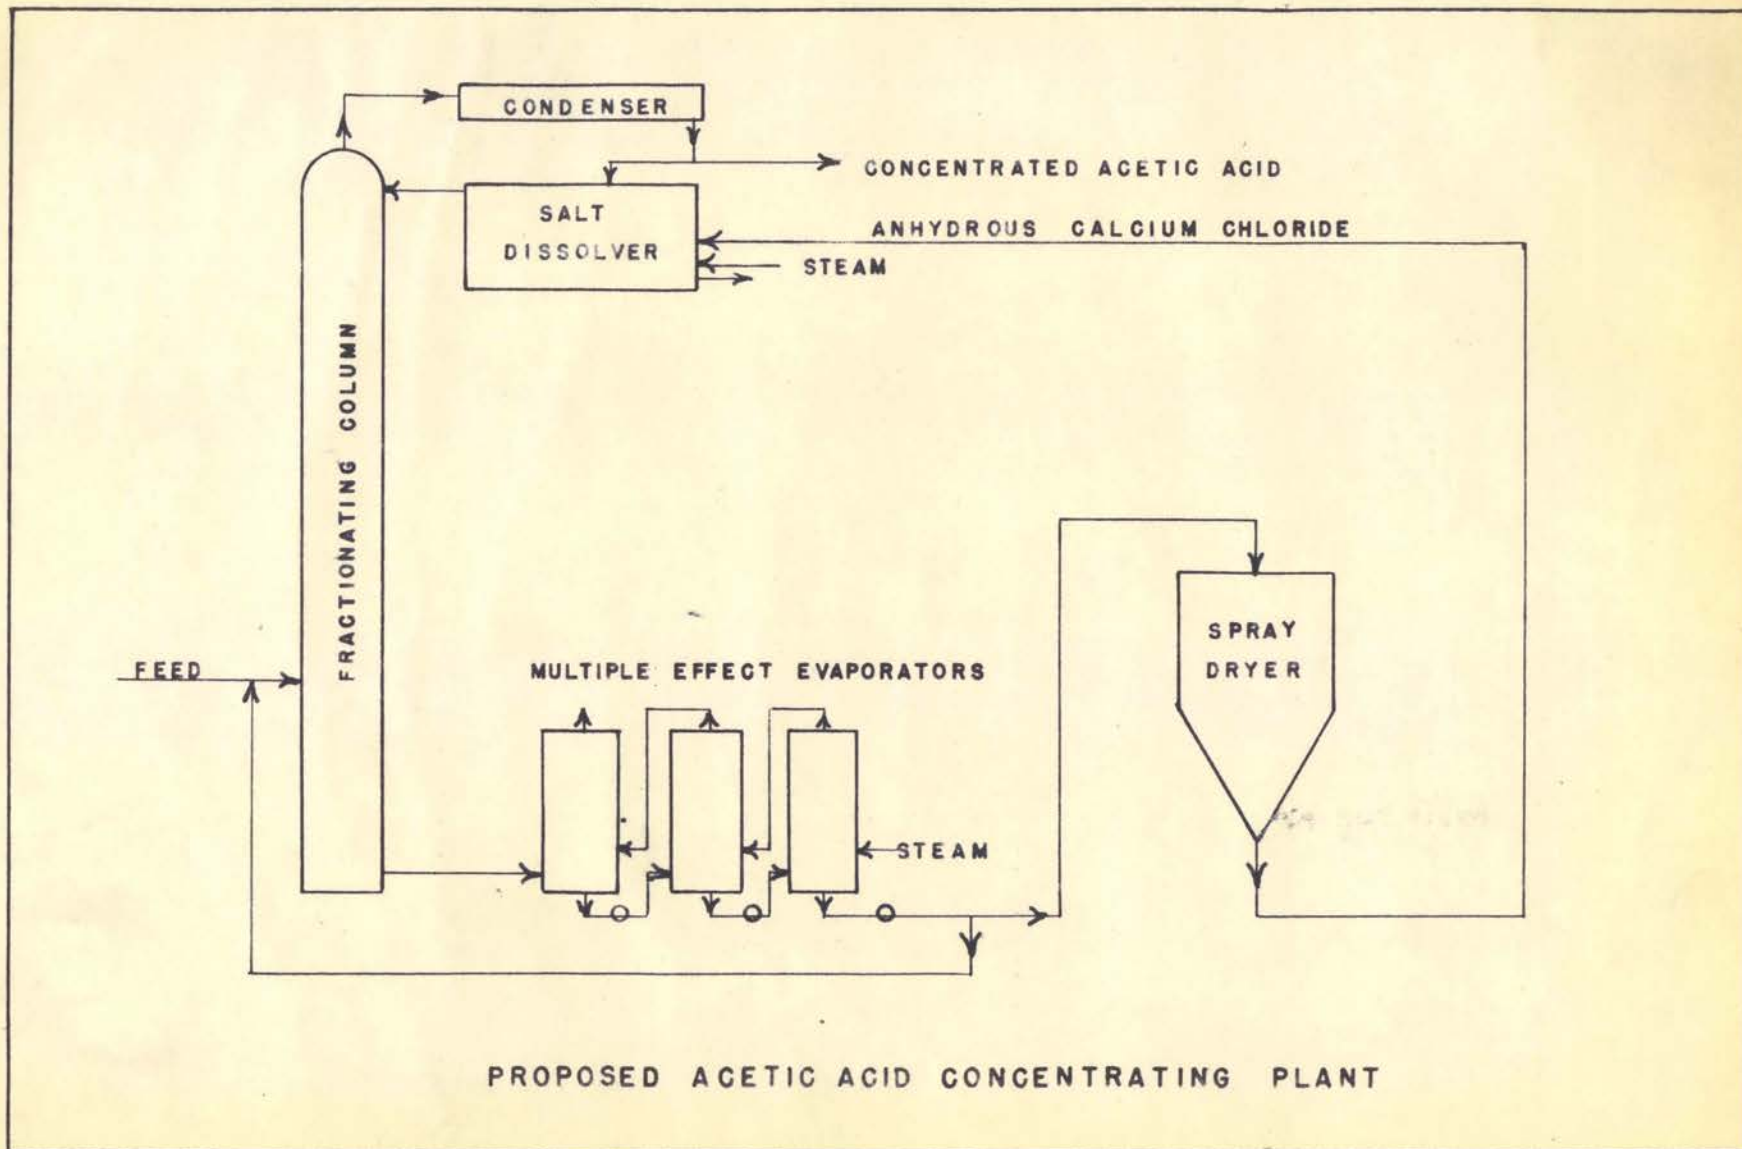 CONDENSER
CONCENTRATED ACETIC ACID
SALT
DISSOLVER
ANHYDROUS CALCIUM CHLORIDE
STEAM
FRACTIONATING COLUMN
FEED
MULTIPLE EFFECT EVAPORATORS
SPRAY
DRYER
STEAM
PROPOSED ACETIC ACID CONCENTRATING PLANT